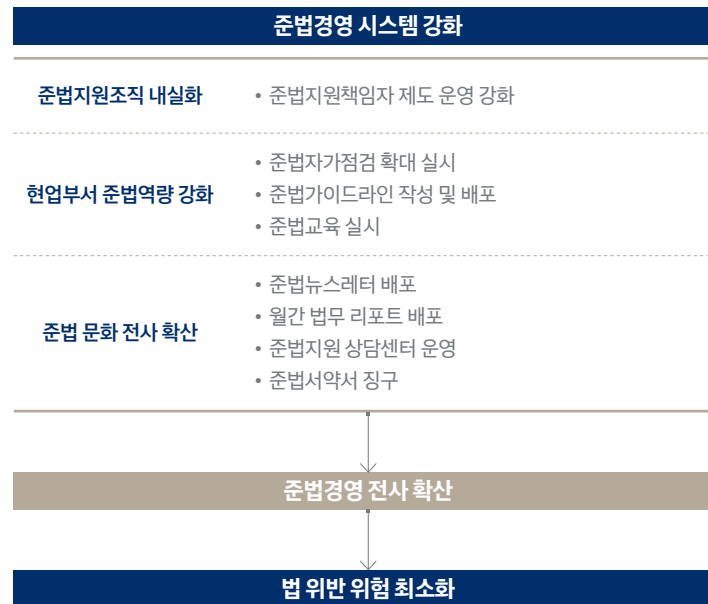 준법경영 시스템 강화
준법지원조직 내실화
• 준법지원책임자 제도 운영 강화
현업부서 준법역량 강화
• 준법자가점검 확대 실시
• 준법가이드라인 작성 및 배포
• 준법교육 실시
준법 문화 전사 확산
• 준법뉴스레터 배포
• 월간 법무 리포트 배포
• 준법지원 상담센터 운영
• 준법서약서 징구
준법경영 전사 확산
법 위반 위험 최소화